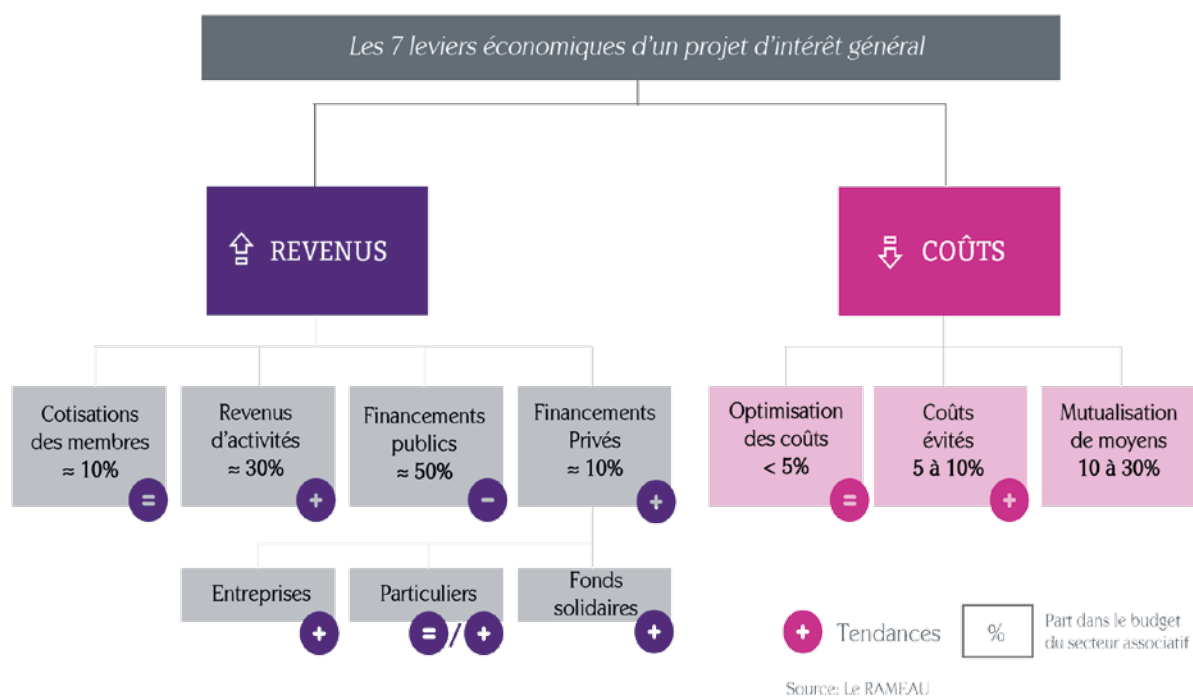 Les 7 leviers économiques d'un projet d'intérêt général
REVENUS
COÛTS
Cotisations
des membres
≈ 10%
=
Revenus
d'activités
≈ 30%
+
Financements
publics
≈ 50%
−
Financements
Privés
≈ 10%
+
Optimisation
des coûts
< 5%
=
Coûts
évités
5 à 10%
+
Mutualisation
de moyens
10 à 30%
Entreprises
+
Particuliers
=/+
Fonds
solidaires
+
+ Tendances
%
Part dans le budget
du secteur associatif
Source: Le RAMEAU